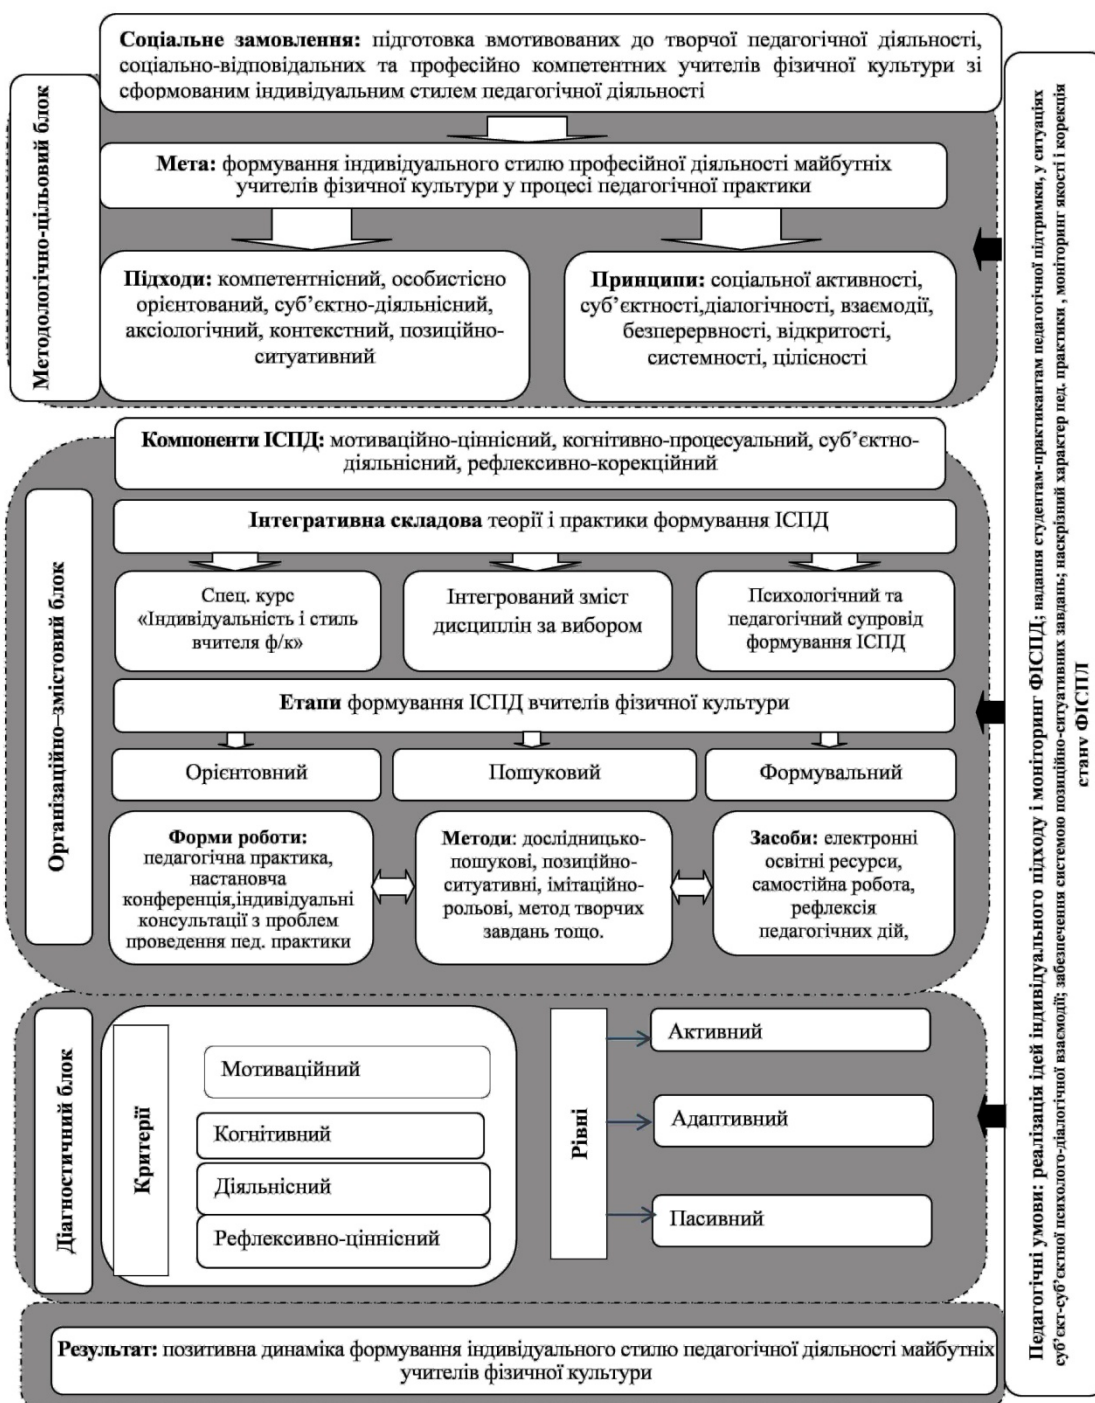 Соціальне замовлення: підготовка вмотивованих до творчої педагогічної діяльності,
соціально-відповідальних та професійно компетентних учителів фізичної культури зі
сформованим індивідуальним стилем педагогічної діяльності
Методологічно-цільовий блок
Мета: формування індивідуального стилю професійної діяльності майбутніх
учителів фізичної культури у процесі педагогічної практики
Підходи: компетентнісний, особистісно
орієнтований, суб’єктно-діяльнісний,
аксіологічний, контекстний, позиційно-
ситуативний
Принципи: соціальної активності,
суб’єктності,діалогічності, взаємодії,
безперервності, відкритості,
системності, цілісності
Організаційно–змістовий блок
Компоненти ІСПД: мотиваційно-ціннісний, когнітивно-процесуальний, суб’єктно-
діяльнісний, рефлексивно-корекційний
Інтегративна складова теорії і практики формування ІСПД
Спец. курс
«Індивідуальність і стиль
вчителя ф/к»
Інтегрований зміст
дисциплін за вибором
Психологічний та
педагогічний супровід
формування ІСПД
Етапи формування ІСПД вчителів фізичної культури
Орієнтовний
Пошуковий
Формувальний
Форми роботи:
педагогічна практика,
настановча
конференція,індивідуальні
консультації з проблем
проведення пед. практики
Методи: дослідницько-
пошукові, позиційно-
ситуативні, імітаційно-
рольові, метод творчих
завдань тощо.
Засоби: електронні
освітні ресурси,
самостійна робота,
рефлексія
педагогічних дій,
Діагностичний блок
Критерії
Мотиваційний
Когнітивний
Діяльнісний
Рефлексивно-ціннісний
Рівні
Активний
Адаптивний
Пасивний
Результат: позитивна динаміка формування індивідуального стилю педагогічної діяльності майбутніх
учителів фізичної культури
Педагогічні умови: реалізація ідей індивідуального підходу і моніторинг ФІСПД; надання студентам-практикантам педагогічної підтримки, у ситуаціях
суб’єкт-суб’єктної психолого-діалогічної взаємодії; забезпечення системою позиційно-ситуативних завдань; наскрізний характер пед. практики , моніторинг якості і корекція
стану ФІСПД